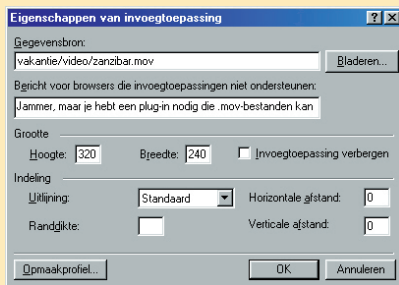 Eigenschappen van invoegtoepassing
Gegevensbron:
vakantie/video/zanzibar.mov
Bladeren...
Bericht voor browsers die invoegtoepassingen niet ondersteunen:
Jammer, maar je hebt een plug-in nodig die .mov-bestanden kan
Grootte
Hoogte: 320 Breedte: 240 Invoegtoepassing verbergen
Indeling
Uitlijning: Standaard Horizontale afstand: 0
Randdikte: Verticale afstand: 0
Opmaakprofiel... OK Annuleren